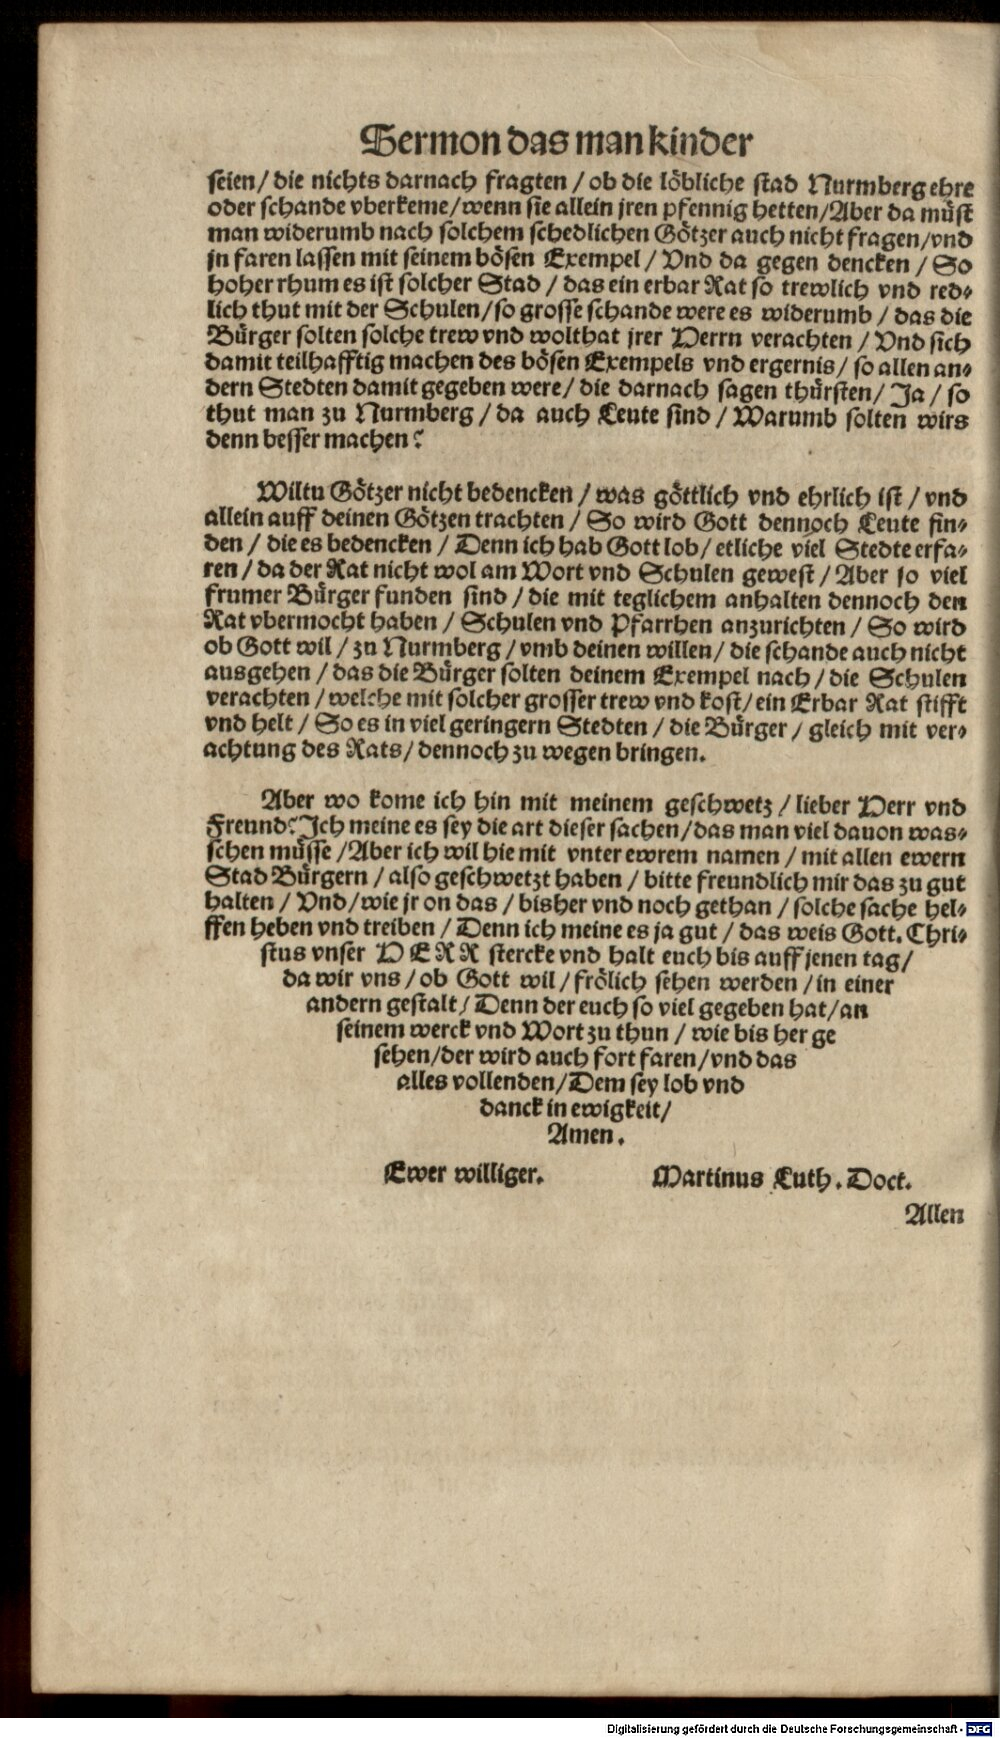 Sermon das man kinder
seien/ die nichts darnach fragten / ob die löbliche stad Nurmberg ehre
oder schande vberkeme/wenn sie allein jren pfennig hetten/Aber da müst
man widerumb nach solchem schedlichen Götzer auch nicht fragen/vnd
jn faren lassen mit seinem bösen Exempel / Vnd da gegen dencken / So
hoher rhum es ist solcher Stad / das ein erbar Rat so trewlich vnd red⸗
lich thut mit der Schulen/so grosse schande were es widerumb / das die
Bürger solten solche trew vnd wolthat jrer Herrn verachten / Vnd sich
damit teilhafftig machen des bösen Exempels vnd ergernis/ so allen an⸗
dern Stedten damit gegeben were/ die darnach sagen thürsten/ Ja / so
thut man zu Nurmberg / da auch Leute sind / Warumb solten wirs
denn besser machen?
Wiltu Götzer nicht bedencken / was göttlich vnd ehrlich ist / vnd
allein auff deinen Götzen trachten / So wird Gott dennoch Leute fin⸗
den / die es bedencken / Denn ich hab Gott lob/ etliche viel Stedte erfa⸗
ren / da der Rat nicht wol am Wort vnd Schulen gewest / Aber so viel
frumer Bürger funden sind / die mit teglichem anhalten dennoch den
Rat vbermocht haben / Schulen vnd Pfarrhen anzurichten / So wird
ob Gott wil / zu Nurmberg / vmb deinen willen/ die schande auch nicht
ausgehen / das die Bürger solten deinem Exempel nach / die Schulen
verachten / welche mit solcher grosser trew vnd kost/ ein Erbar Rat stifft
vnd helt / So es in viel geringern Stedten / die Bürger / gleich mit ver⸗
achtung des Rats/ dennoch zu wegen bringen.
Aber wo kome ich hin mit meinem geschwetz / lieber Herr vnd
Freund? Ich meine es sey die art dieser sachen/das man viel dauon was⸗
schen müsse /Aber ich wil hie mit vnter ewrem namen / mit allen ewern
Stad Bürgern / also geschwetzt haben / bitte freundlich mir das zu gut
halten / Vnd/wie jr on das / bisher vnd noch gethan / solche sache hel⸗
ffen heben vnd treiben / Denn ich meine es ja gut / das weis Gott. Chri⸗
stus vnser HERR stercke vnd halt euch bis auff jenen tag/
da wir vns / ob Gott wil / frölich sehen werden / in einer
andern gestalt / Denn der euch so viel gegeben hat/an
seinem werck vnd Wort zu thun / wie bis her ge
sehen/der wird auch fort faren/vnd das
alles vollenden/Dem sey lob vnd
danck in ewigkeit/
Amen.
Ewer williger. Martinus Luth. Doct.
Allen
Digitalisierung gefördert durch die Deutsche Forschungsgemeinschaft - DFG